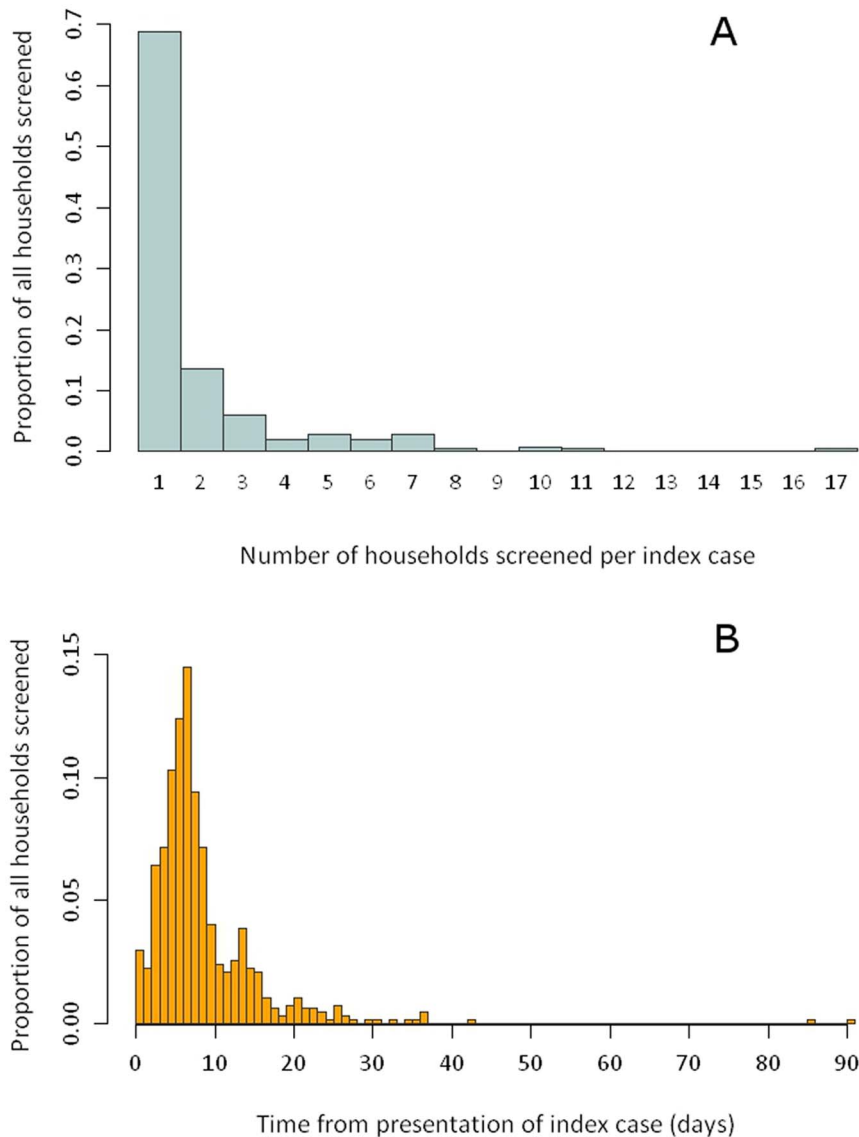 A
Proportion of all households screened
0.7
0.6
0.5
0.4
0.3
0.2
0.1
0.0
1 2 3 4 5 6 7 8 9 10 11 12 13 14 15 16 17
Number of households screened per index case
B
Proportion of all households screened
0.15
0.10
0.05
0.00
0 10 20 30 40 50 60 70 80 90
Time from presentation of index case (days)